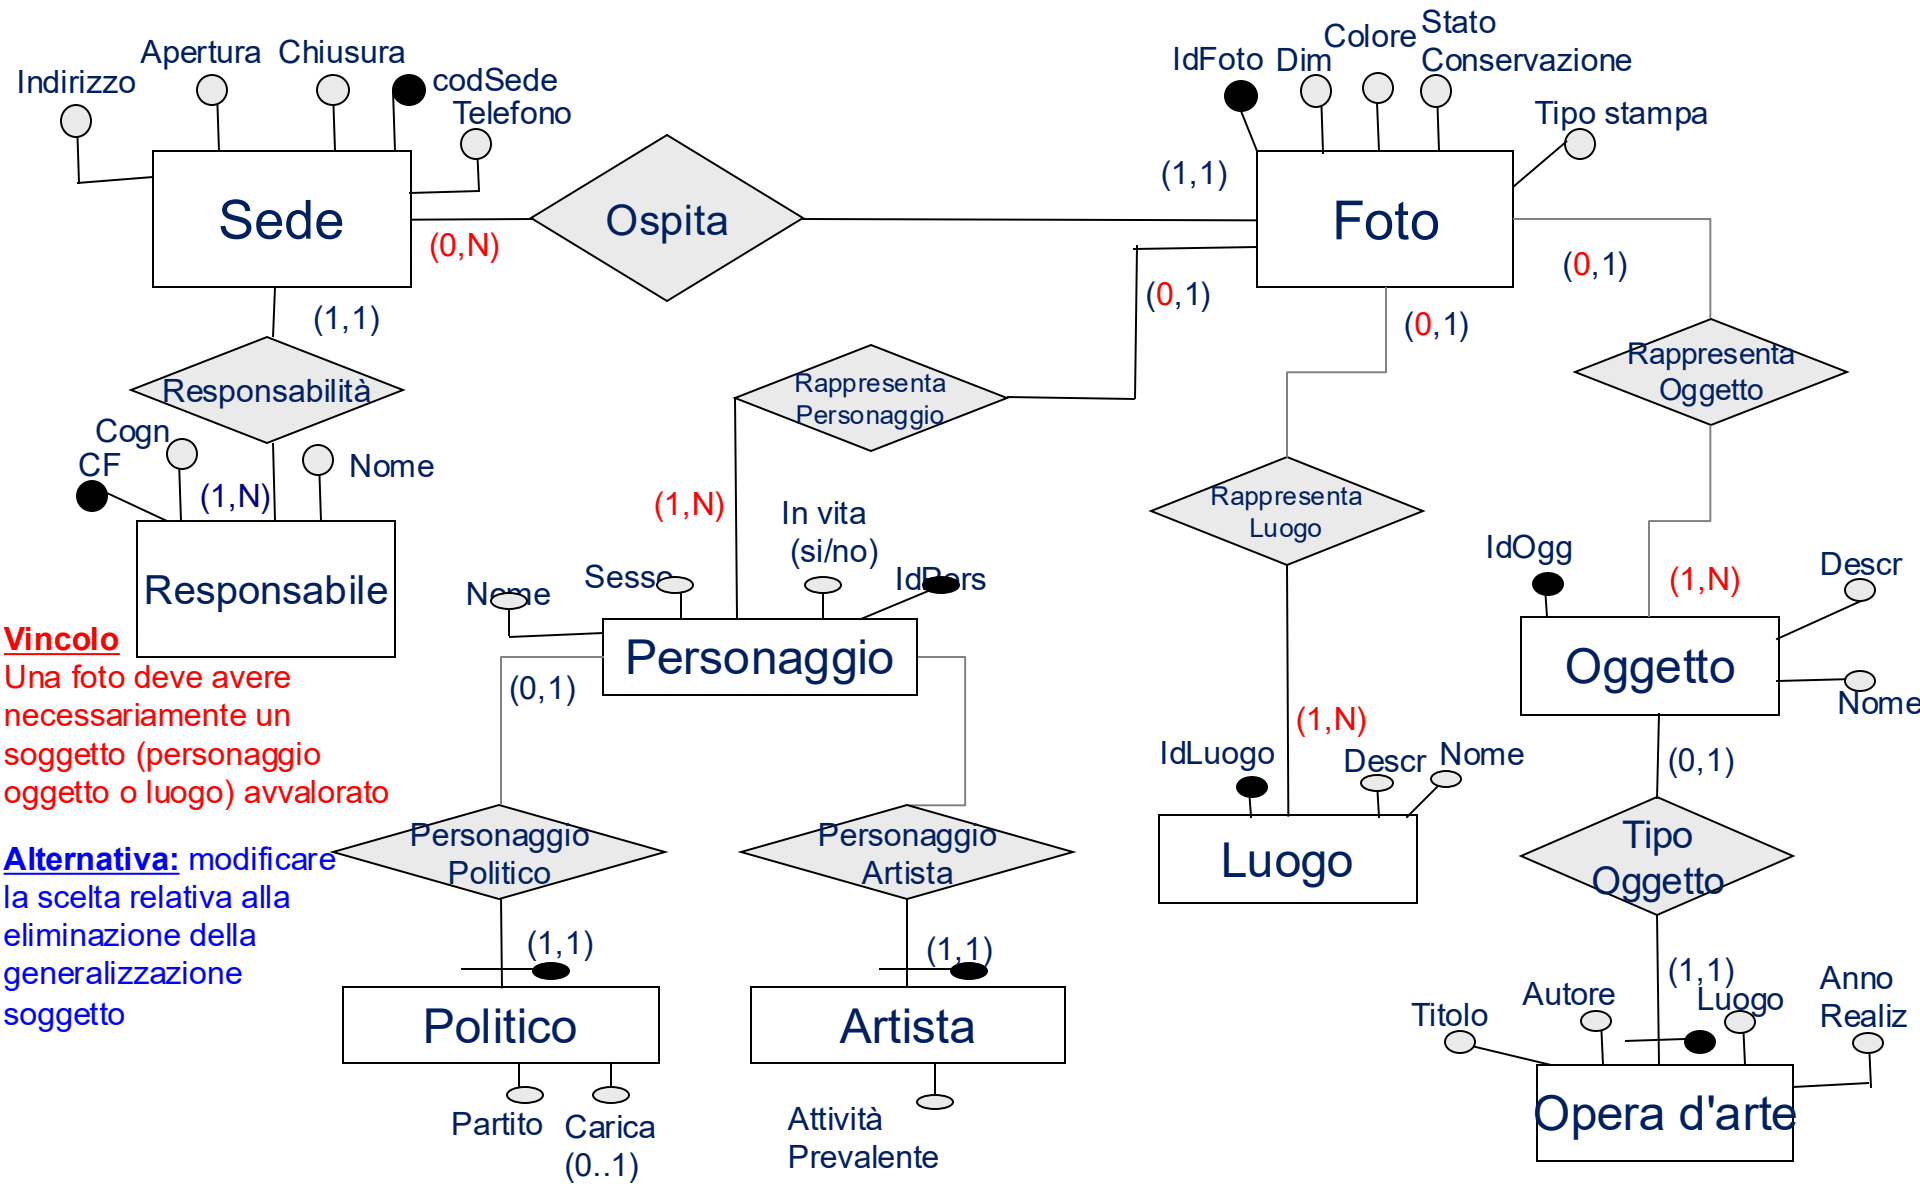 Indirizzo
Apertura
Chiusura
codSede
Telefono
Sede
(0,N)
Ospita
(1,1)
IdFoto
Dim
Colore
Stato
Conservazione
Tipo stampa
Foto
(0,1)
(0,1)
(0,1)
(1,1)
Responsabilità
Cogn
CF
(1,N)
Nome
Responsabile
Rappresenta
Personaggio
Rappresenta
Luogo
Rappresenta
Oggetto
(1,N)
In vita
(si/no)
Nome
Sesso
IdPers
Personaggio
(0,1)
IdOgg
(1,N)
Descr
Oggetto
Nome
(0,1)
Vincolo
Una foto deve avere
necessariamente un
soggetto (personaggio
oggetto o luogo) avvalorato
Alternativa: modificare
la scelta relativa alla
eliminazione della
generalizzazione
soggetto
(1,N)
IdLuogo
Descr
Nome
Luogo
Personaggio
Politico
Personaggio
Artista
Tipo
Oggetto
(1,1)
(1,1)
(1,1)
Politico
Artista
Partito
Carica
(0..1)
Attività
Prevalente
Titolo
Autore
Luogo
Anno
Realiz
Opera d'arte